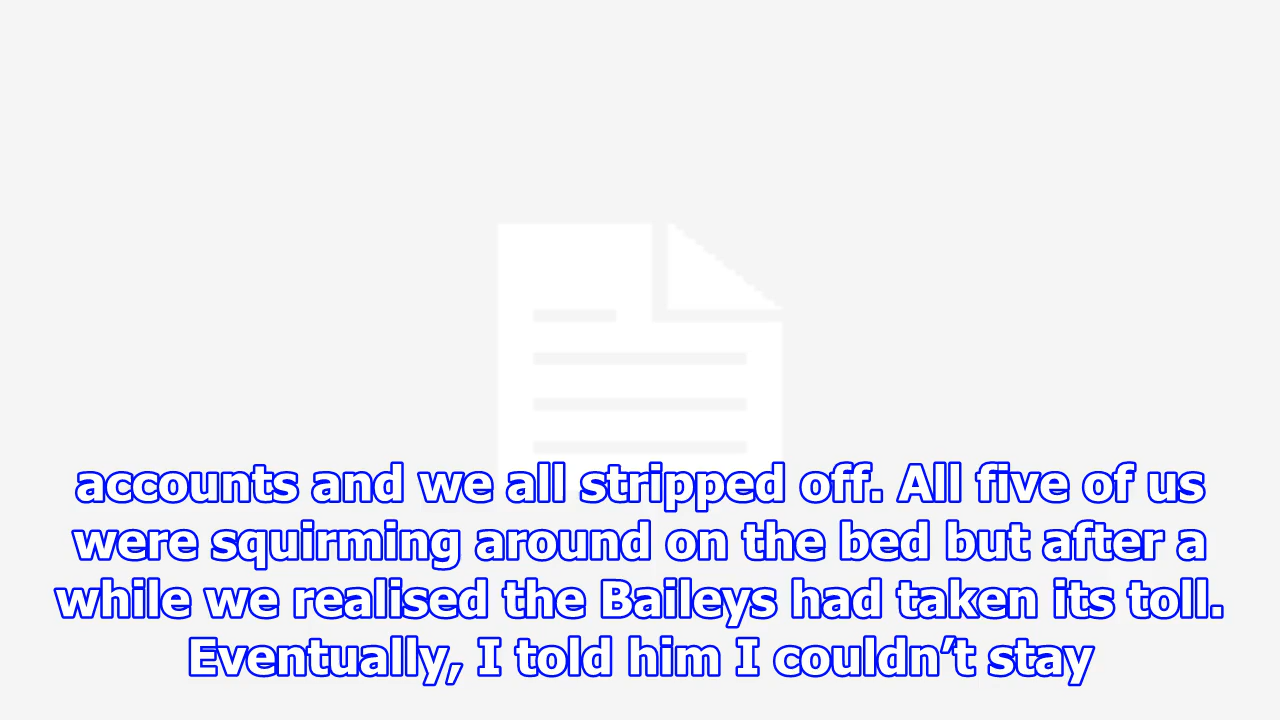 accounts and we all stripped off. All five of us
were squirming around on the bed but after a
while we realised the Baileys had taken its toll.
Eventually, I told him I couldn’t stay